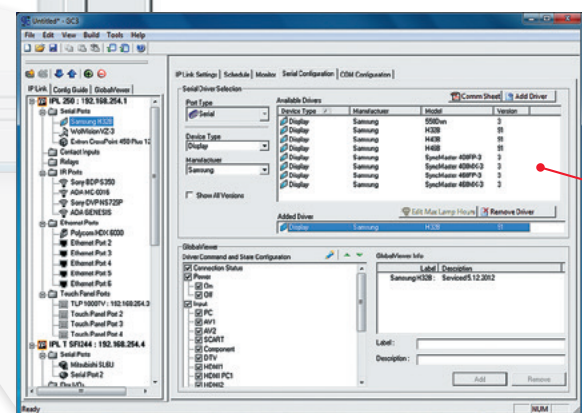 Untitled* - GC3
File Edit View Build Tools Help
IP Link Config Guide GlobalViewer
IPL 250 : 192.168.254.1
Serial Ports
Samsung H32B
WolfVision VZ-3
Extron CrossPoint 450 Plus 12
Contact Inputs
Relays
IR Ports
Sony BDP S350
ADA MC-0016
Sony DVP NS725P
ADA GENESIS
Ethernet Ports
Polycom HDX 6000
Ethernet Port 2
Ethernet Port 3
Ethernet Port 4
Ethernet Port 5
Ethernet Port 6
Touch Panel Ports
TLP 1000TV : 192.168.254.3
Touch Panel Port 2
Touch Panel Port 3
Touch Panel Port 4
IPL T SFI244 : 192.168.254.4
Serial Ports
Mitsubishi SL6U
Serial Port 2
Flex I/Os
IP Link Settings Schedule Monitor Serial Configuration COM Configuration
Serial Driver Selection
Port Type
Serial
Device Type
Display
Manufacturer
Samsung
Show All Versions
Available Drivers
Comm Sheet Add Driver
Device Type Manufacturer Model Version
Display Samsung 550Dxn 3
Display Samsung H32B 11
Display Samsung H40B 11
Display Samsung H46B 11
Display Samsung SyncMaster 400FP-3 3
Display Samsung SyncMaster 400MX-3 3
Display Samsung SyncMaster 460FP-3 3
Display Samsung SyncMaster 460MX-3 3
Edit Max Lamp Hours Remove Driver
Added Driver
Display Samsung H32B 11
GlobalViewer
Driver Command and State Configuration
Connection Status
Power
On
Off
Input
PC
AV1
AV2
SCART
Component
DTV
HDMI1
HDMI PC1
HDMI2
GlobalViewer Info
Label Description
Samsung H32B : Serviced 5.12.2012
Label :
Description :
Add Remove
Ready
NUM